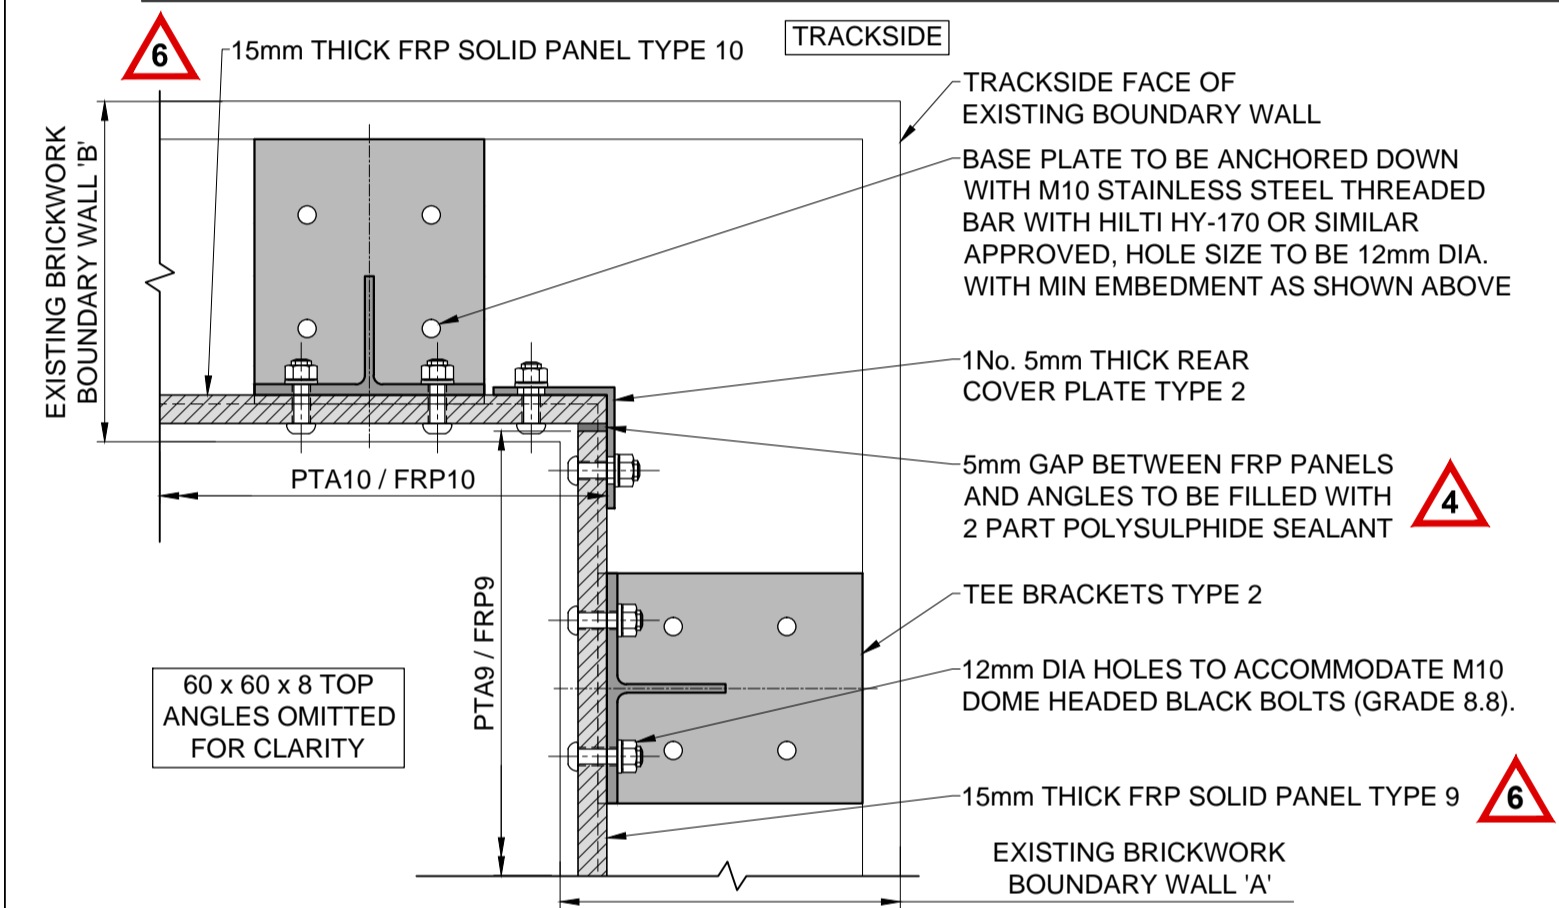 6
15mm THICK FRP SOLID PANEL TYPE 10
TRACKSIDE
EXISTING BRICKWORK
BOUNDARY WALL 'B'
TRACKSIDE FACE OF
EXISTING BOUNDARY WALL
BASE PLATE TO BE ANCHORED DOWN
WITH M10 STAINLESS STEEL THREADED
BAR WITH HILTI HY-170 OR SIMILAR
APPROVED, HOLE SIZE TO BE 12mm DIA.
WITH MIN EMBEDMENT AS SHOWN ABOVE
1No. 5mm THICK REAR
COVER PLATE TYPE 2
5mm GAP BETWEEN FRP PANELS
AND ANGLES TO BE FILLED WITH
2 PART POLYSULPHIDE SEALANT
4
PTA10 / FRP10
PTA9 / FRP9
TEE BRACKETS TYPE 2
60 x 60 x 8 TOP
ANGLES OMITTED
FOR CLARITY
12mm DIA HOLES TO ACCOMMODATE M10
DOME HEADED BLACK BOLTS (GRADE 8.8).
15mm THICK FRP SOLID PANEL TYPE 9
6
EXISTING BRICKWORK
BOUNDARY WALL 'A'